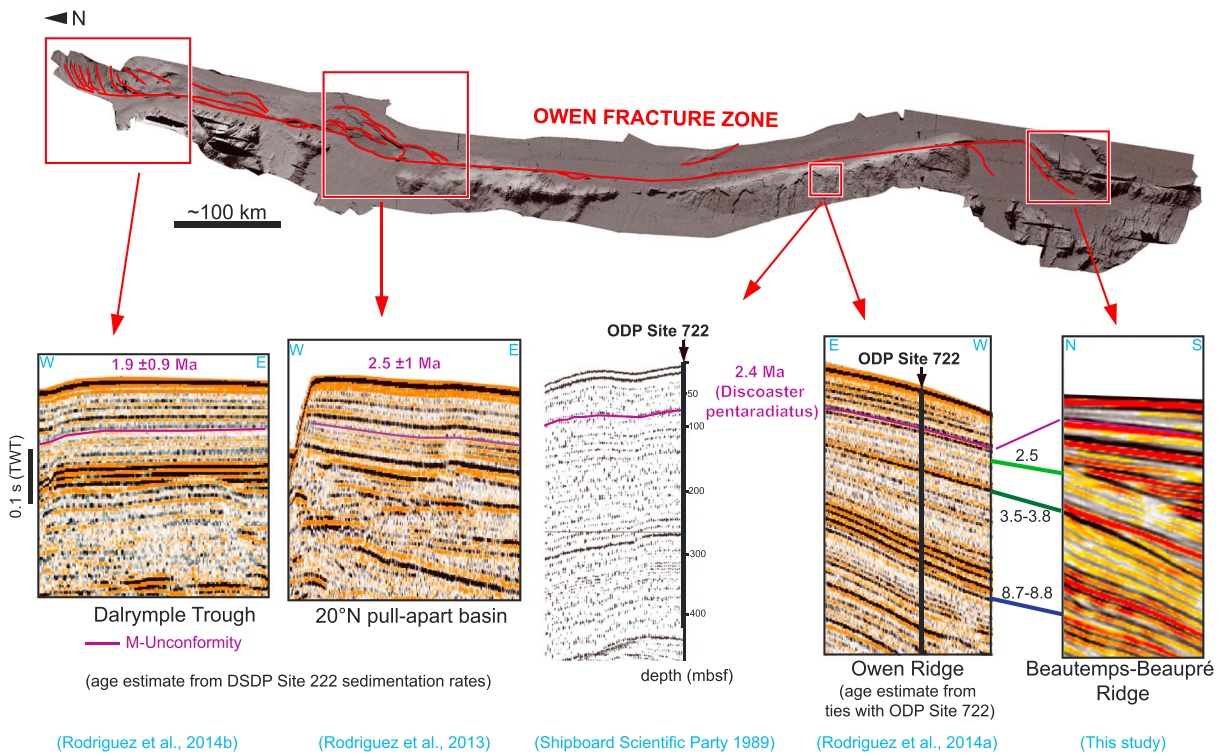 N
OWEN FRACTURE ZONE
~100 km
ODP Site 722
W
1.9 ±0.9 Ma
E
W
2.5 ±1 Ma
E
2.4 Ma
(Discoaster
pentaradiatus)
E
W
ODP Site 722
N
S
0.1 s (TWT)
50
100
200
300
400
2.5
3.5-3.8
8.7-8.8
Dalrymple Trough
20°N pull-apart basin
depth (mbsf)
Owen Ridge
(age estimate from
ties with ODP Site 722)
Beautemps-Beaupré
Ridge
M-Unconformity
(age estimate from DSDP Site 222 sedimentation rates)
(Rodriguez et al., 2014b)
(Rodriguez et al., 2013)
(Shipboard Scientific Party 1989)
(Rodriguez et al., 2014a)
(This study)